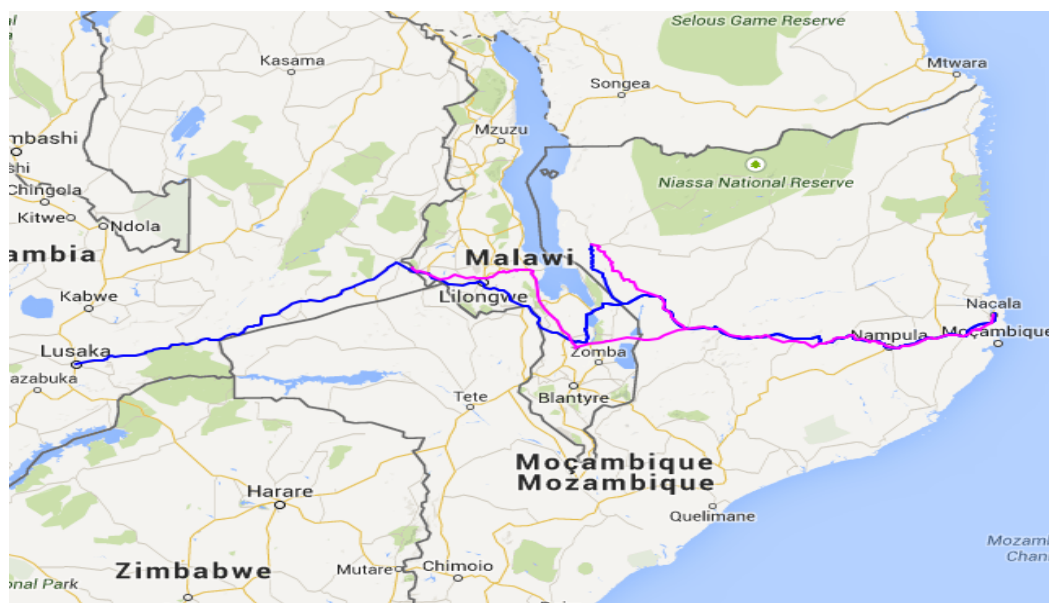 Selous Game Reserve
Kasama
Mtwara
Songea
Mzuzu
mbashi
shi
Chingola
Niassa National Reserve
Kitwe
Ndola
ambia
Malawi
Kabwe
Lilongwe
Nacala
Moçambique
Nampula
Lusaka
Zomba
azabuka
Blantyre
Tete
Moçambique
Mozambique
Harare
Quelimane
Mozamb
Chan
Zimbabwe
Mutare
Chimoio
onal Park